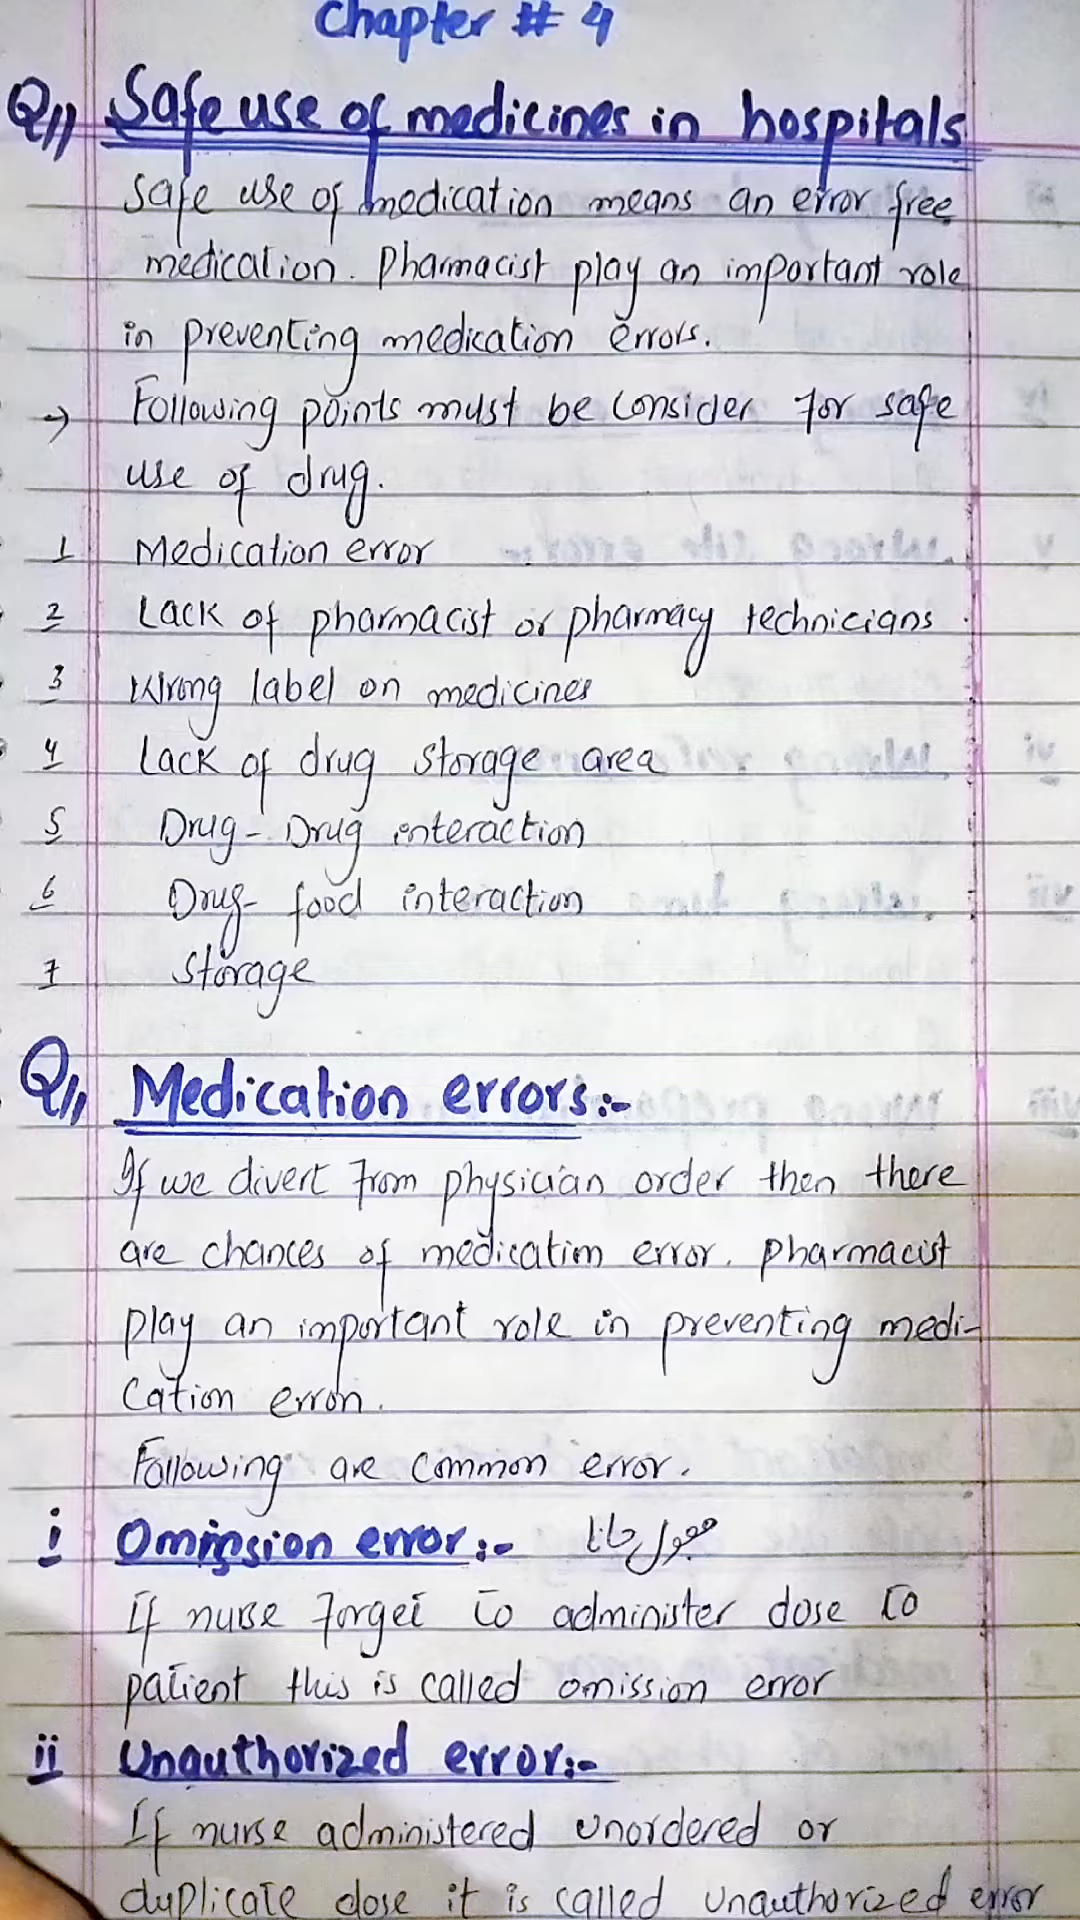 Chapter # 4
Q// Safe use of medicines in hospitals
Safe use of medication means an error free
medication. Pharmacist play an important role
in preventing medication errors.
→ Following points must be consider for safe
use of drug.
1 Medication error
2 Lack of pharmacist or pharmacy technicians
3 Wrong label on medicines
4 Lack of drug storage area
5 Drug-Drug interaction
6 Drug-food interaction
7 Storage
Q// Medication errors:-
If we divert from physician order then there
are chances of medication error. Pharmacist
play an important role in preventing medi-
cation error.
Following are common error.
i Ommision error:- بھول جانا
If nurse forget to administer dose to
patient this is called omission error
ii Unauthorized error:-
If nurse administered unordered or
duplicate dose it is called unauthorized error